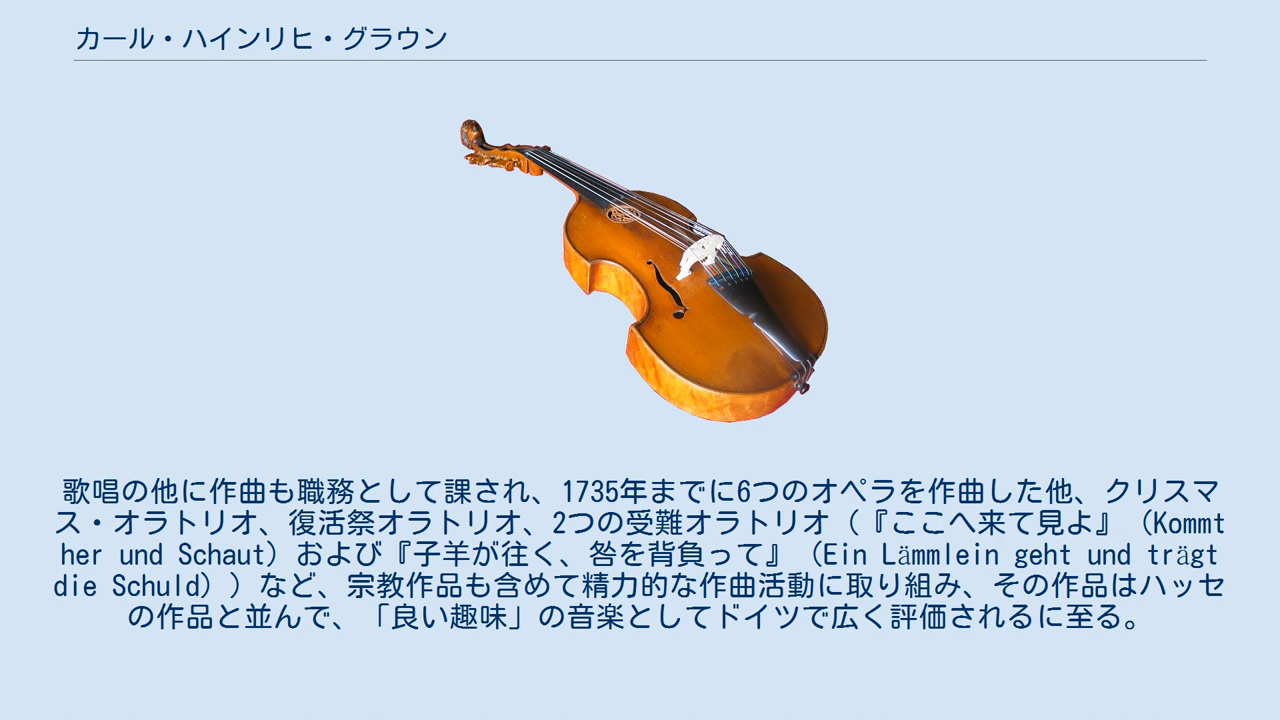 カール・ハインリヒ・グラウン
歌唱の他に作曲も職務として課され、1735年までに6つのオペラを作曲した他、クリスマ
ス・オラトリオ、復活祭オラトリオ、2つの受難オラトリオ（『ここへ来て見よ』（Kommt
her und Schaut）および『子羊が往く、咎を背負って』（Ein Lämmlein geht und trägt
die Schuld））など、宗教作品も含めて精力的な作曲活動に取り組み、その作品はハッセ
の作品と並んで、「良い趣味」の音楽としてドイツで広く評価されるに至る。